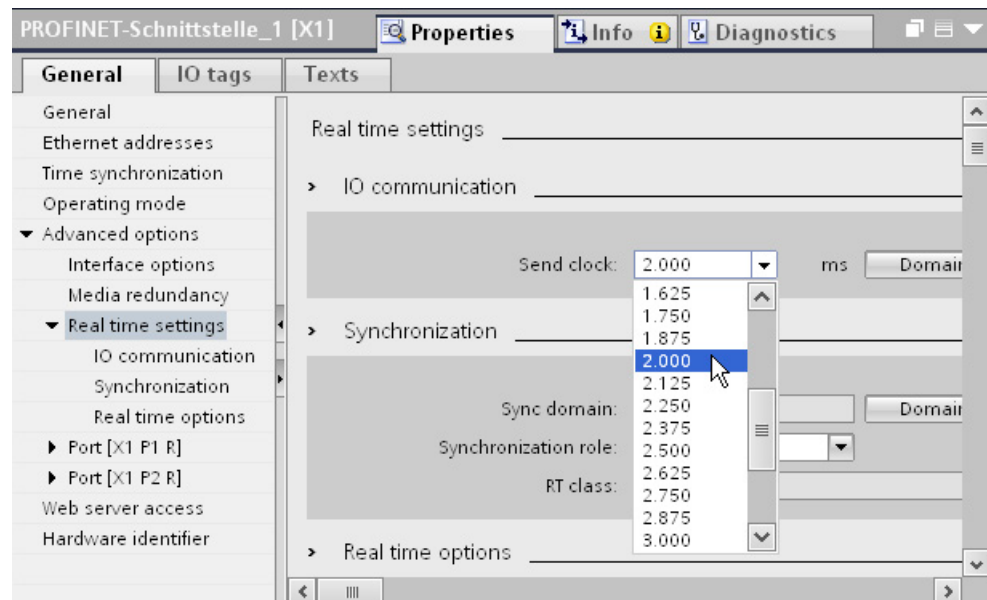 PROFINET-Schnittstelle_1 [X1]
Properties
Info
Diagnostics
General
IO tags
Texts
General
Ethernet addresses
Time synchronization
Operating mode
Advanced options
Interface options
Media redundancy
Real time settings
IO communication
Synchronization
Real time options
Port [X1 P1 R]
Port [X1 P2 R]
Web server access
Hardware identifier
Real time settings
IO communication
Send clock: 2.000 ms Domain
1.625
1.750
1.875
2.000
2.125
2.250
2.375
2.500
2.625
2.750
2.875
3.000
Synchronization
Sync domain: Domain
Synchronization role:
RT class:
Real time options